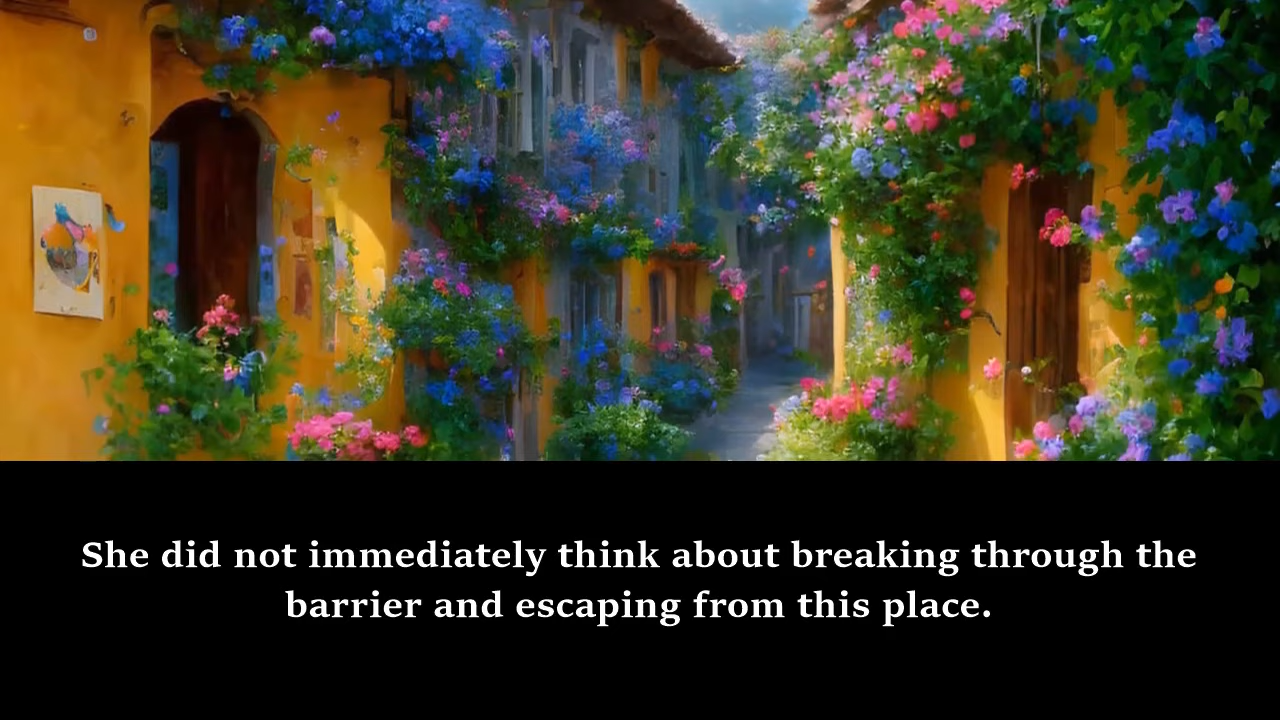 She did not immediately think about breaking through the
barrier and escaping from this place.